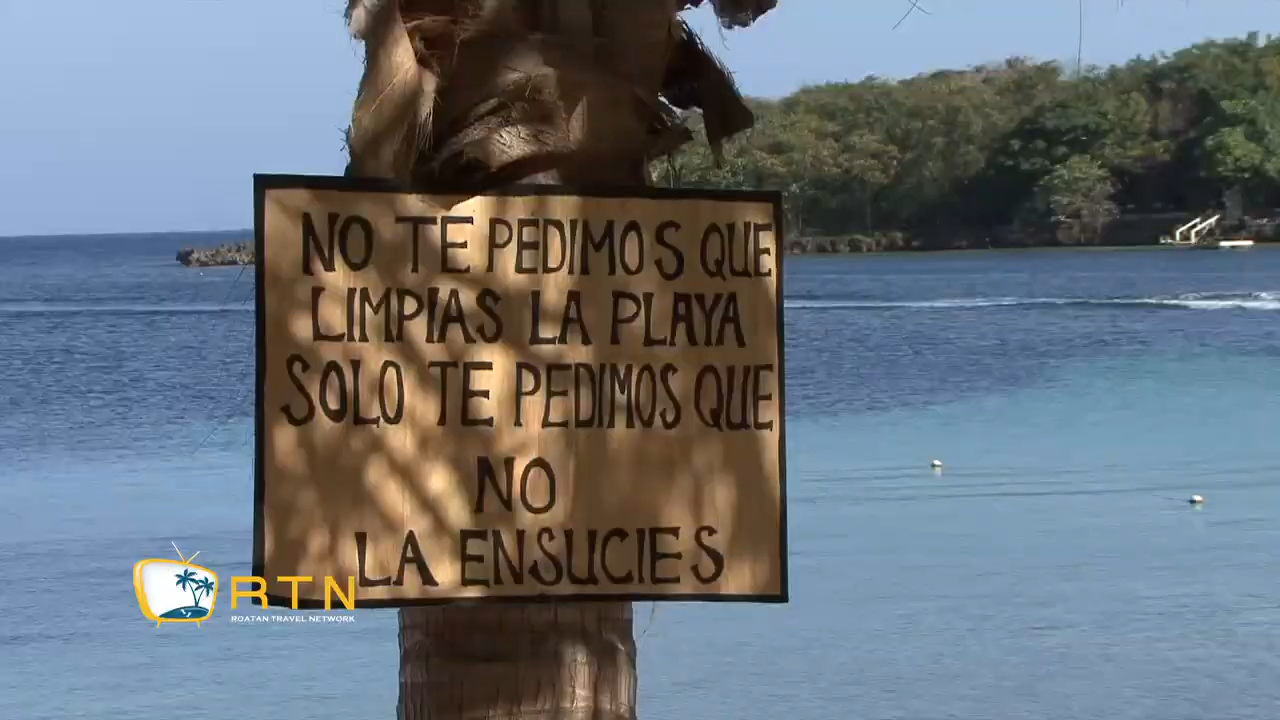 NO TE PEDIMOS QUE
LIMPIAS LA PLAYA
SOLO TE PEDIMOS QUE
NO
LA ENSUCIES
RTN
ROATAN TRAVEL NETWORK